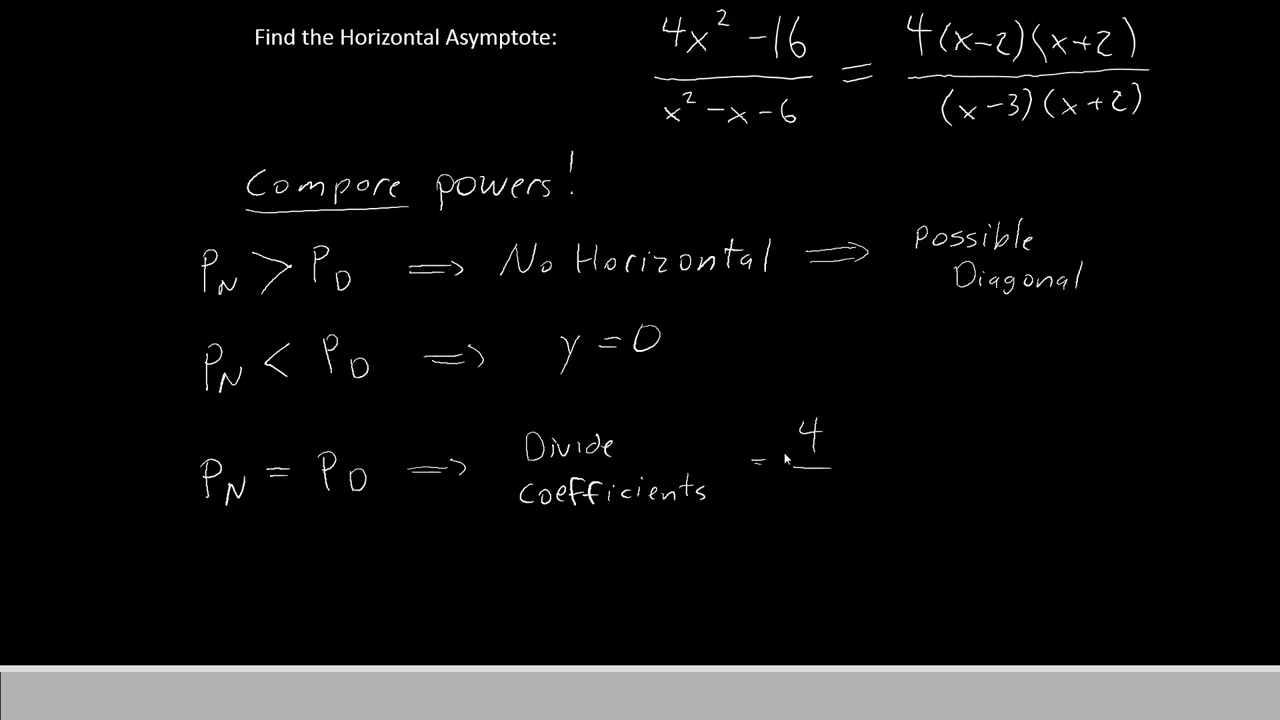 Find the Horizontal Asymptote:
4x² - 16 / x² - x - 6 = 4(x-2)(x+2) / (x-3)(x+2)
Compare powers!
P_N > P_D ⟹ No Horizontal ⟹ Possible Diagonal
P_N < P_D ⟹ y = 0
P_N = P_D ⟹ Divide coefficients = 4/